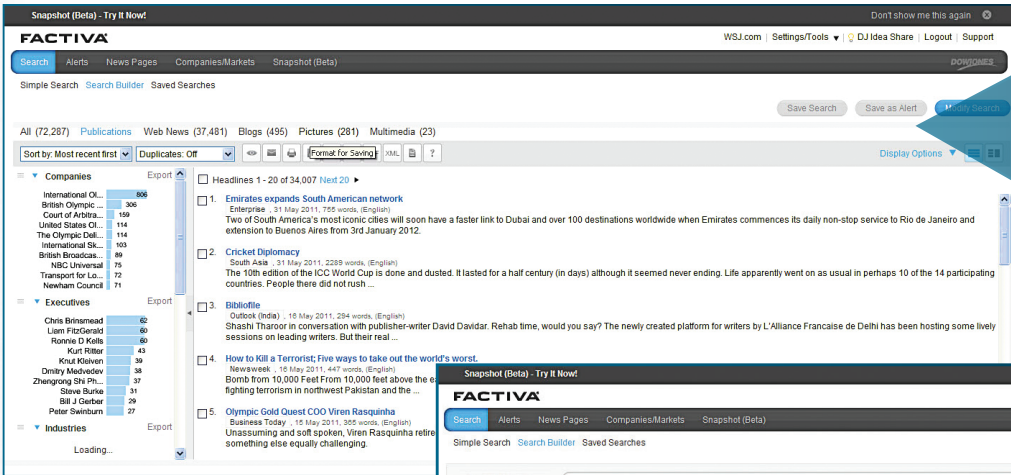 Snapshot (Beta) - Try It Now!
Don't show me this again
FACTIVA
WSJ.com | Settings/Tools | DJ Idea Share | Logout | Support
Search Alerts News Pages Companies/Markets Snapshot (Beta)
DOWJONES
Simple Search Search Builder Saved Searches
Save Search Save as Alert Modify Search
All (72,287) Publications Web News (37,481) Blogs (495) Pictures (281) Multimedia (23)
Sort by: Most recent first Duplicates: Off Format for Saving XML ? Display Options
Companies Export
International Ol... 806
British Olympic ... 306
Court of Arbitra... 159
United States Ol... 114
The Olympic Deli... 114
International Sk... 103
British Broadcas... 89
NBC Universal 75
Transport for Lo... 72
Newham Council 71
Executives Export
Chris Brinsmead 62
Liam FitzGerald 60
Ronnie D Kells 60
Kurt Ritter 43
Knut Kleiven 39
Dmitry Medvedev 38
Zhengrong Shi Ph... 37
Steve Burke 31
Bill J Gerber 29
Peter Swinburn 27
Industries Export
Loading...
Headlines 1 - 20 of 34,007 Next 20
1. Emirates expands South American network
Enterprise , 31 May 2011, 765 words, (English)
Two of South America's most iconic cities will soon have a faster link to Dubai and over 100 destinations worldwide when Emirates commences its daily non-stop service to Rio de Janeiro and
extension to Buenos Aires from 3rd January 2012.
2. Cricket Diplomacy
South Asia , 31 May 2011, 2289 words, (English)
The 10th edition of the ICC World Cup is done and dusted. It lasted for a half century (in days) although it seemed never ending. Life apparently went on as usual in perhaps 10 of the 14 participating
countries. People there did not rush ...
3. Bibliofile
Outlook (India) , 16 May 2011, 294 words, (English)
Shashi Tharoor in conversation with publisher-writer David Davidar. Rehab time, would you say? The newly created platform for writers by L'Alliance Francaise de Delhi has been hosting some lively
sessions on leading writers. But their real ...
4. How to Kill a Terrorist; Five ways to take out the world's worst.
Newsweek , 16 May 2011, 447 words, (English)
Bomb from 10,000 Feet From 10,000 feet above the
fighting terrorism in northwest Pakistan and the ...
5. Olympic Gold Quest COO Viren Rasquinha
Business Today , 15 May 2011, 365 words, (English)
Unassuming and soft spoken, Viren Rasquinha retire
something else equally challenging.
Snapshot (Beta) - Try It Now!
FACTIVA
Search Alerts News Pages Companies/Markets Snapshot (Beta)
Simple Search Search Builder Saved Searches